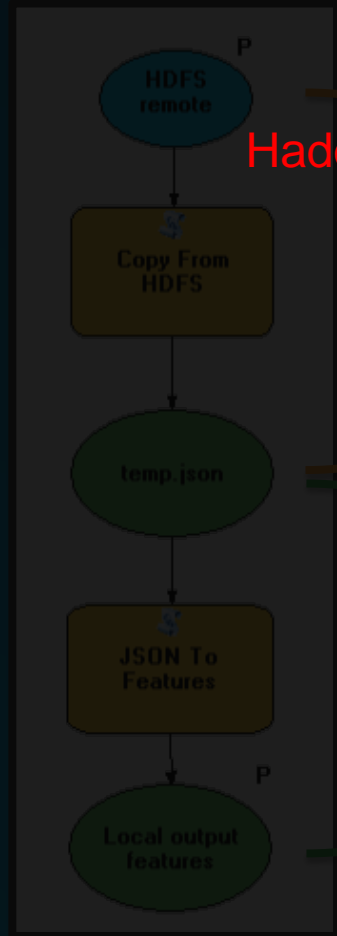 P
HDFS
remote
Copy From
HDFS
temp.json
JSON To
Features
P
Local output
features